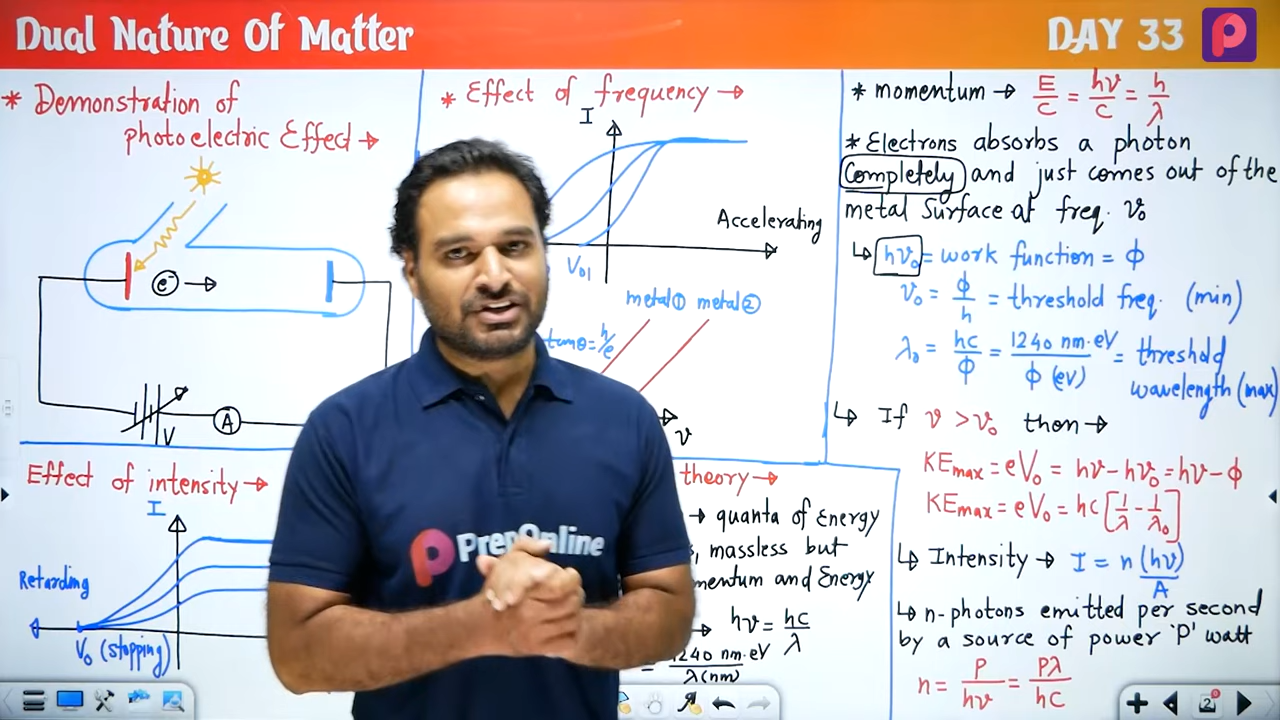 Dual Nature Of Matter
DAY 33
* Demonstration of
photoelectric Effect →
e⁻ →
V
A
Effect of intensity →
I
Retarding
V₀ (stopping)
* Effect of frequency →
I
Accelerating
V₀₁
metal① metal②
tanθ = h/e
ν
theory →
→ quanta of Energy
massless but
and Energy
hν = hc/λ
= 1240 nm·eV / λ(nm)
PrepOnline
* momentum → E/C = hν/C = h/λ
* Electrons absorbs a photon
Completely and just comes out of the
metal Surface at freq. ν₀
↳ hν₀ = work function = ϕ
ν₀ = ϕ/h = threshold freq. (min)
λ₀ = hc/ϕ = 1240 nm·eV / ϕ (eV) = threshold
wavelength (max)
↳ If ν > ν₀ then →
KEmax = eV₀ = hν - hν₀ = hν - ϕ
KEmax = eV₀ = hc [1/λ - 1/λ₀]
↳ Intensity → I = n (hν)/A
↳ n-photons emitted per second
by a source of power 'P' watt
n = P/hν = Pλ/hC
2